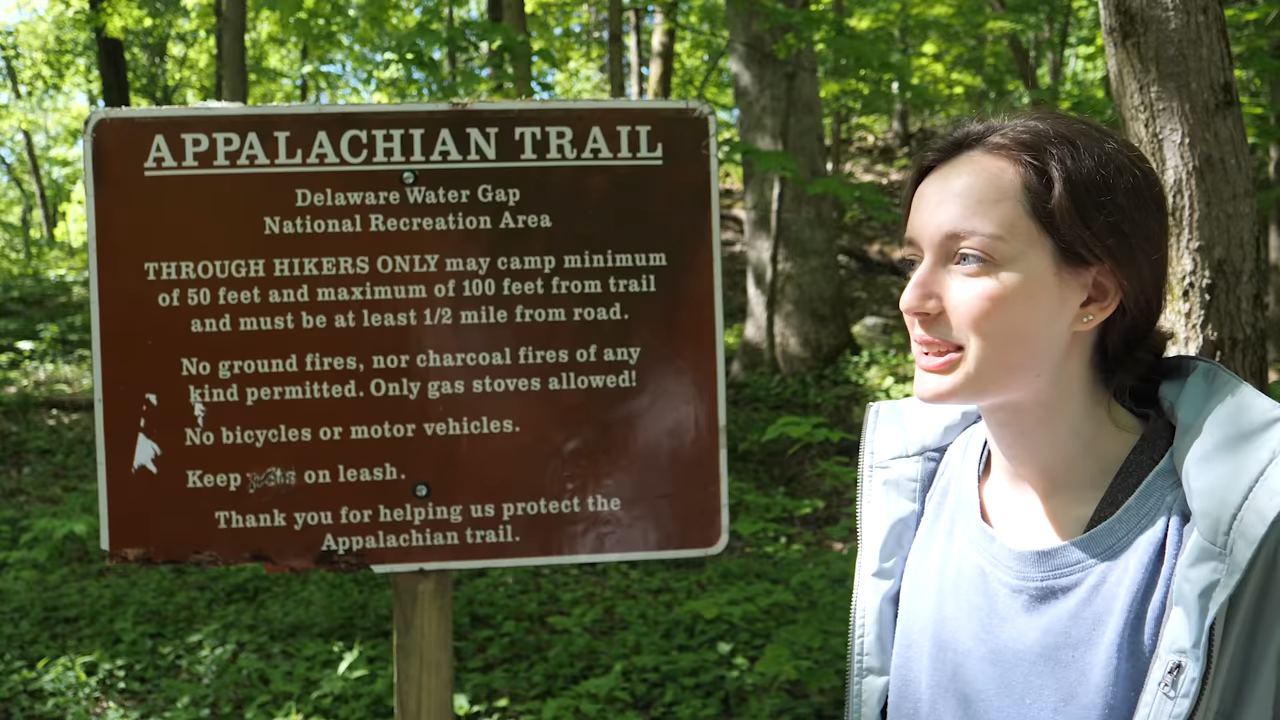 APPALACHIAN TRAIL
Delaware Water Gap
National Recreation Area
THROUGH HIKERS ONLY may camp minimum
of 50 feet and maximum of 100 feet from trail
and must be at least 1/2 mile from road.
No ground fires, nor charcoal fires of any
kind permitted. Only gas stoves allowed!
No bicycles or motor vehicles.
Keep on leash.
Thank you for helping us protect the
Appalachian trail.